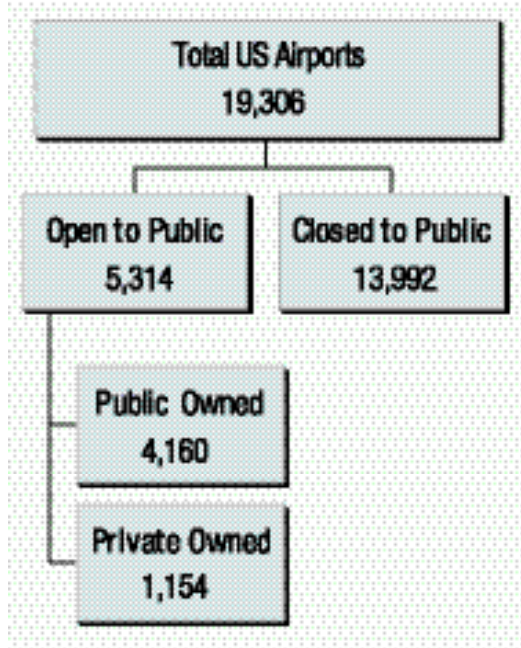 Total US Airports
19,306
Open to Public
5,314
Closed to Public
13,992
Public Owned
4,160
Private Owned
1,154